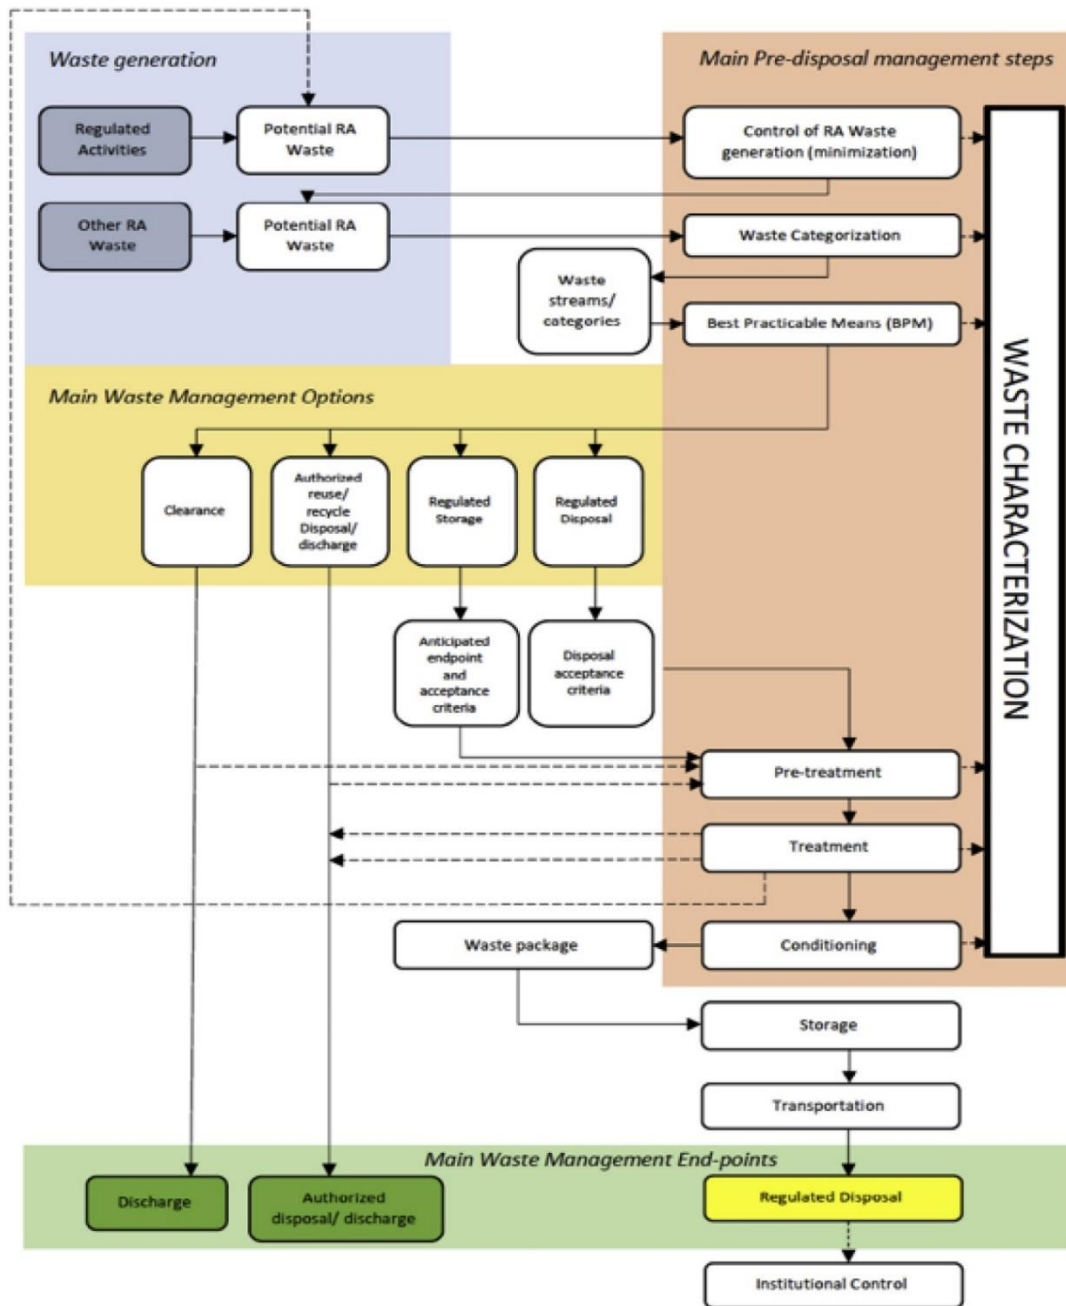 Waste generation
Main Pre-disposal management steps
Regulated
Activities
Potential RA
Waste
Control of RA Waste
generation (minimization)
Other RA
Waste
Potential RA
Waste
Waste Categorization
Waste
streams/
categories
Best Practicable Means (BPM)
WASTE CHARACTERIZATION
Main Waste Management Options
Clearance
Authorized
reuse/
recycle
Disposal/
discharge
Regulated
Storage
Regulated
Disposal
Anticipated
endpoint
and
acceptance
criteria
Disposal
acceptance
criteria
Pre-treatment
Treatment
Waste package
Conditioning
Storage
Transportation
Main Waste Management End-points
Discharge
Authorized
disposal/ discharge
Regulated Disposal
Institutional Control